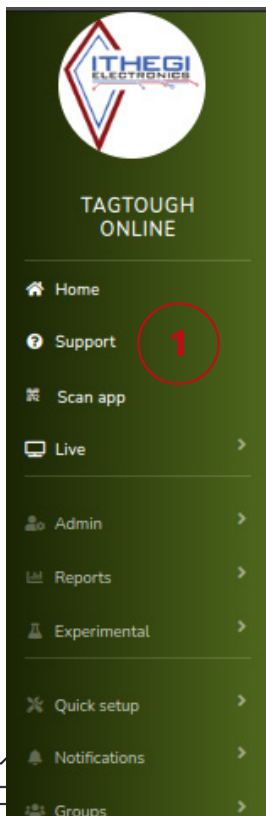 ITHEGI
ELECTRONICS
TAGTOUGH
ONLINE
Home
Support
1
Scan app
Live
Admin
Reports
Experimental
Quick setup
Notifications
Groups